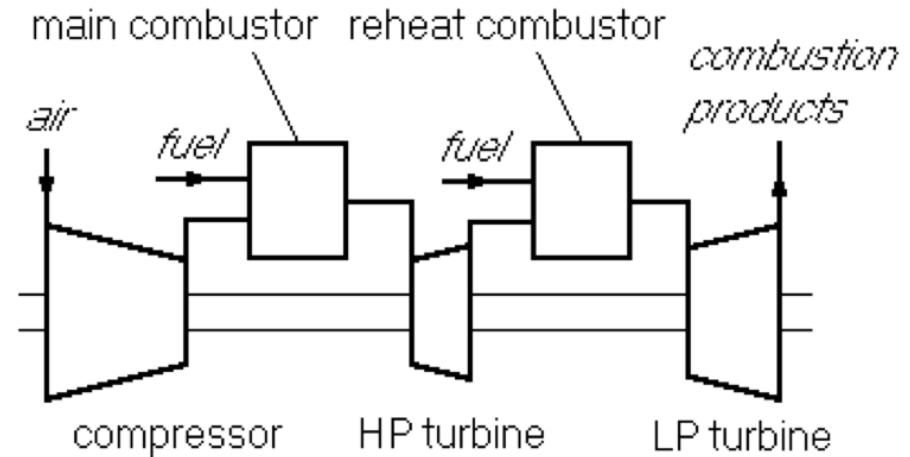 main combustor
reheat combustor
combustion
products
air
fuel
fuel
compressor
HP turbine
LP turbine